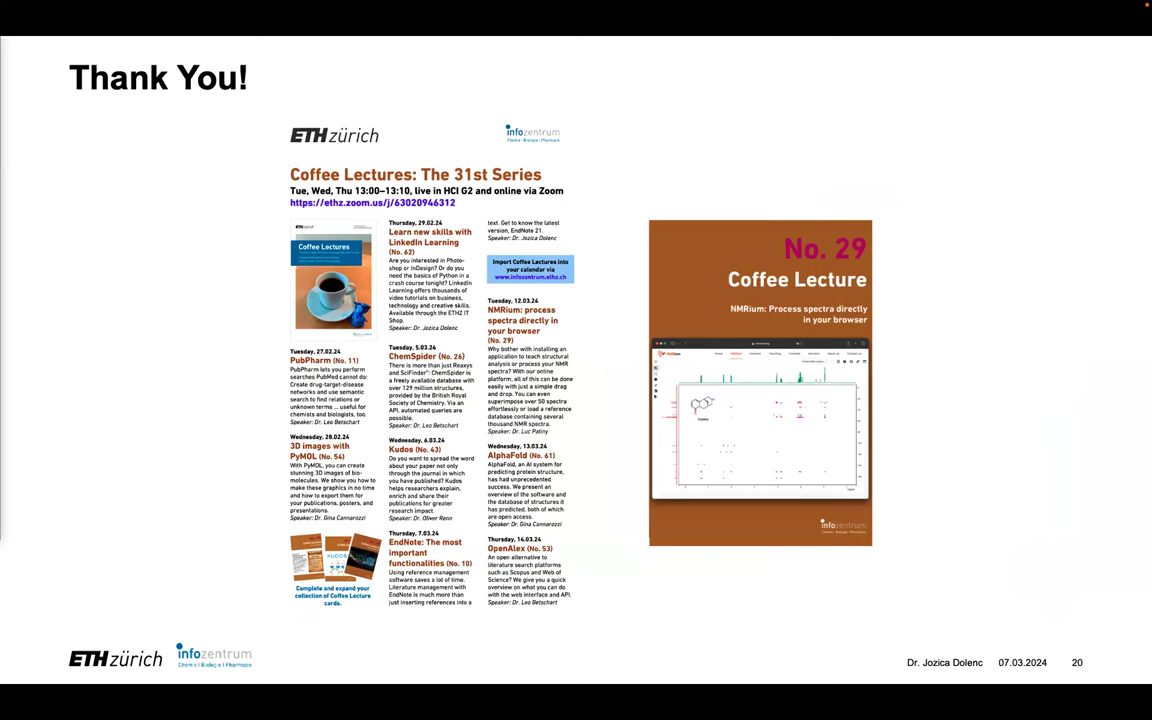 Thank You!
ETH zürich
infozentrum
Chemie | Biologie | Pharmazie
Coffee Lectures: The 31st Series
Tue, Wed, Thu 13:00–13:10, live in HCI G2 and online via Zoom
https://ethz.zoom.us/j/63020946312
ETH zürich
Coffee Lectures
Tuesday, 27.02.24
PubPharm (No. 11)
PubPharm lets you perform
searches PubMed cannot do:
Create drug-target-disease
networks and use semantic
search to find relations or
unknown terms ... useful for
chemists and biologists, too.
Speaker: Dr. Leo Betschart
Wednesday, 28.02.24
3D images with
PyMOL (No. 54)
With PyMOL, you can create
stunning 3D images of bio-
molecules. We show you how to
make these graphics in no time
and how to export them for
your publications, posters, and
presentations.
Speaker: Dr. Gina Cannarozzi
KUDOS
Complete and expand your
collection of Coffee Lecture
cards.
Thursday, 29.02.24
Learn new skills with
LinkedIn Learning
(No. 62)
Are you interested in Photo-
shop or InDesign? Or do you
need the basics of Python in a
crash course tonight? LinkedIn
Learning offers thousands of
video tutorials on business,
technology and creative skills.
Available through the ETHZ IT
Shop.
Speaker: Dr. Jozica Dolenc
Tuesday, 5.03.24
ChemSpider (No. 26)
There is more than just Reaxys
and SciFinderⁿ: ChemSpider is
a freely available database with
over 129 million structures,
provided by the British Royal
Society of Chemistry. Via an
API, automated queries are
possible.
Speaker: Dr. Leo Betschart
Wednesday, 6.03.24
Kudos (No. 43)
Do you want to spread the word
about your paper not only
through the journal in which
you have published? Kudos
helps researchers explain,
enrich and share their
publications for greater
research impact.
Speaker: Dr. Oliver Renn
Thursday, 7.03.24
EndNote: The most
important
functionalities (No. 10)
Using reference management
software saves a lot of time.
Literature management with
EndNote is much more than
just inserting references into a
text. Get to know the latest
version, EndNote 21.
Speaker: Dr. Jozica Dolenc
Import Coffee Lectures into
your calendar via
www.infozentrum.ethz.ch
Tuesday, 12.03.24
NMRium: process
spectra directly in
your browser
(No. 29)
Why bother with installing an
application to teach structural
analysis or process your NMR
spectra? With our online
platform, all of this can be done
easily with just a simple drag
and drop. You can even
superimpose over 50 spectra
effortlessly or load a reference
database containing several
thousand NMR spectra.
Speaker: Dr. Luc Patiny
Wednesday, 13.03.24
AlphaFold (No. 61)
AlphaFold, an AI system for
predicting protein structure,
has had unprecedented
success. We present an
overview of the software and
the database of structures it
has predicted, both of which
are open access.
Speaker: Dr. Gina Cannarozzi
Thursday, 14.03.24
OpenAlex (No. 53)
An open alternative to
literature search platforms
such as Scopus and Web of
Science? We give you a quick
overview on what you can do
with the web interface and API.
Speaker: Dr. Leo Betschart
No. 29
Coffee Lecture
NMRium: Process spectra directly
in your browser
infozentrum
Chemie | Biologie | Pharmazie
ETH zürich
infozentrum
Chemie | Biologie | Pharmazie
Dr. Jozica Dolenc
07.03.2024
20